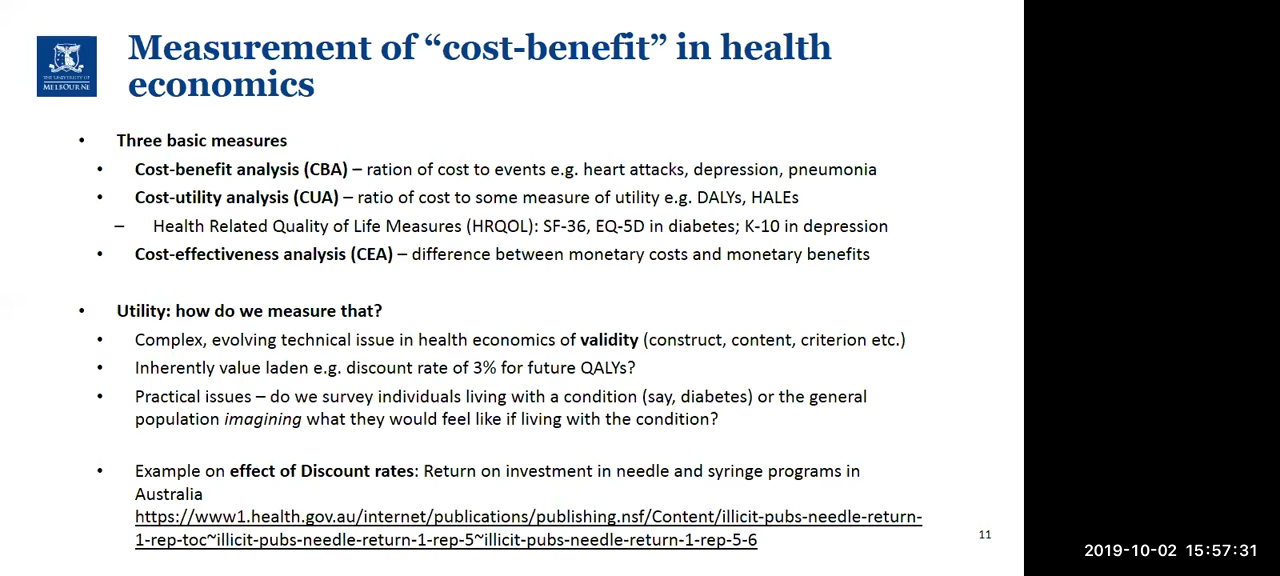 Measurement of “cost-benefit” in health
economics
THE UNIVERSITY OF
MELBOURNE
• Three basic measures
• Cost-benefit analysis (CBA) – ration of cost to events e.g. heart attacks, depression, pneumonia
• Cost-utility analysis (CUA) – ratio of cost to some measure of utility e.g. DALYs, HALEs
– Health Related Quality of Life Measures (HRQOL): SF-36, EQ-5D in diabetes; K-10 in depression
• Cost-effectiveness analysis (CEA) – difference between monetary costs and monetary benefits
• Utility: how do we measure that?
• Complex, evolving technical issue in health economics of validity (construct, content, criterion etc.)
• Inherently value laden e.g. discount rate of 3% for future QALYs?
• Practical issues – do we survey individuals living with a condition (say, diabetes) or the general
population imagining what they would feel like if living with the condition?
• Example on effect of Discount rates: Return on investment in needle and syringe programs in
Australia
https://www1.health.gov.au/internet/publications/publishing.nsf/Content/illicit-pubs-needle-return-
1-rep-toc~illicit-pubs-needle-return-1-rep-5~illicit-pubs-needle-return-1-rep-5-6
11
2019-10-02 15:57:31